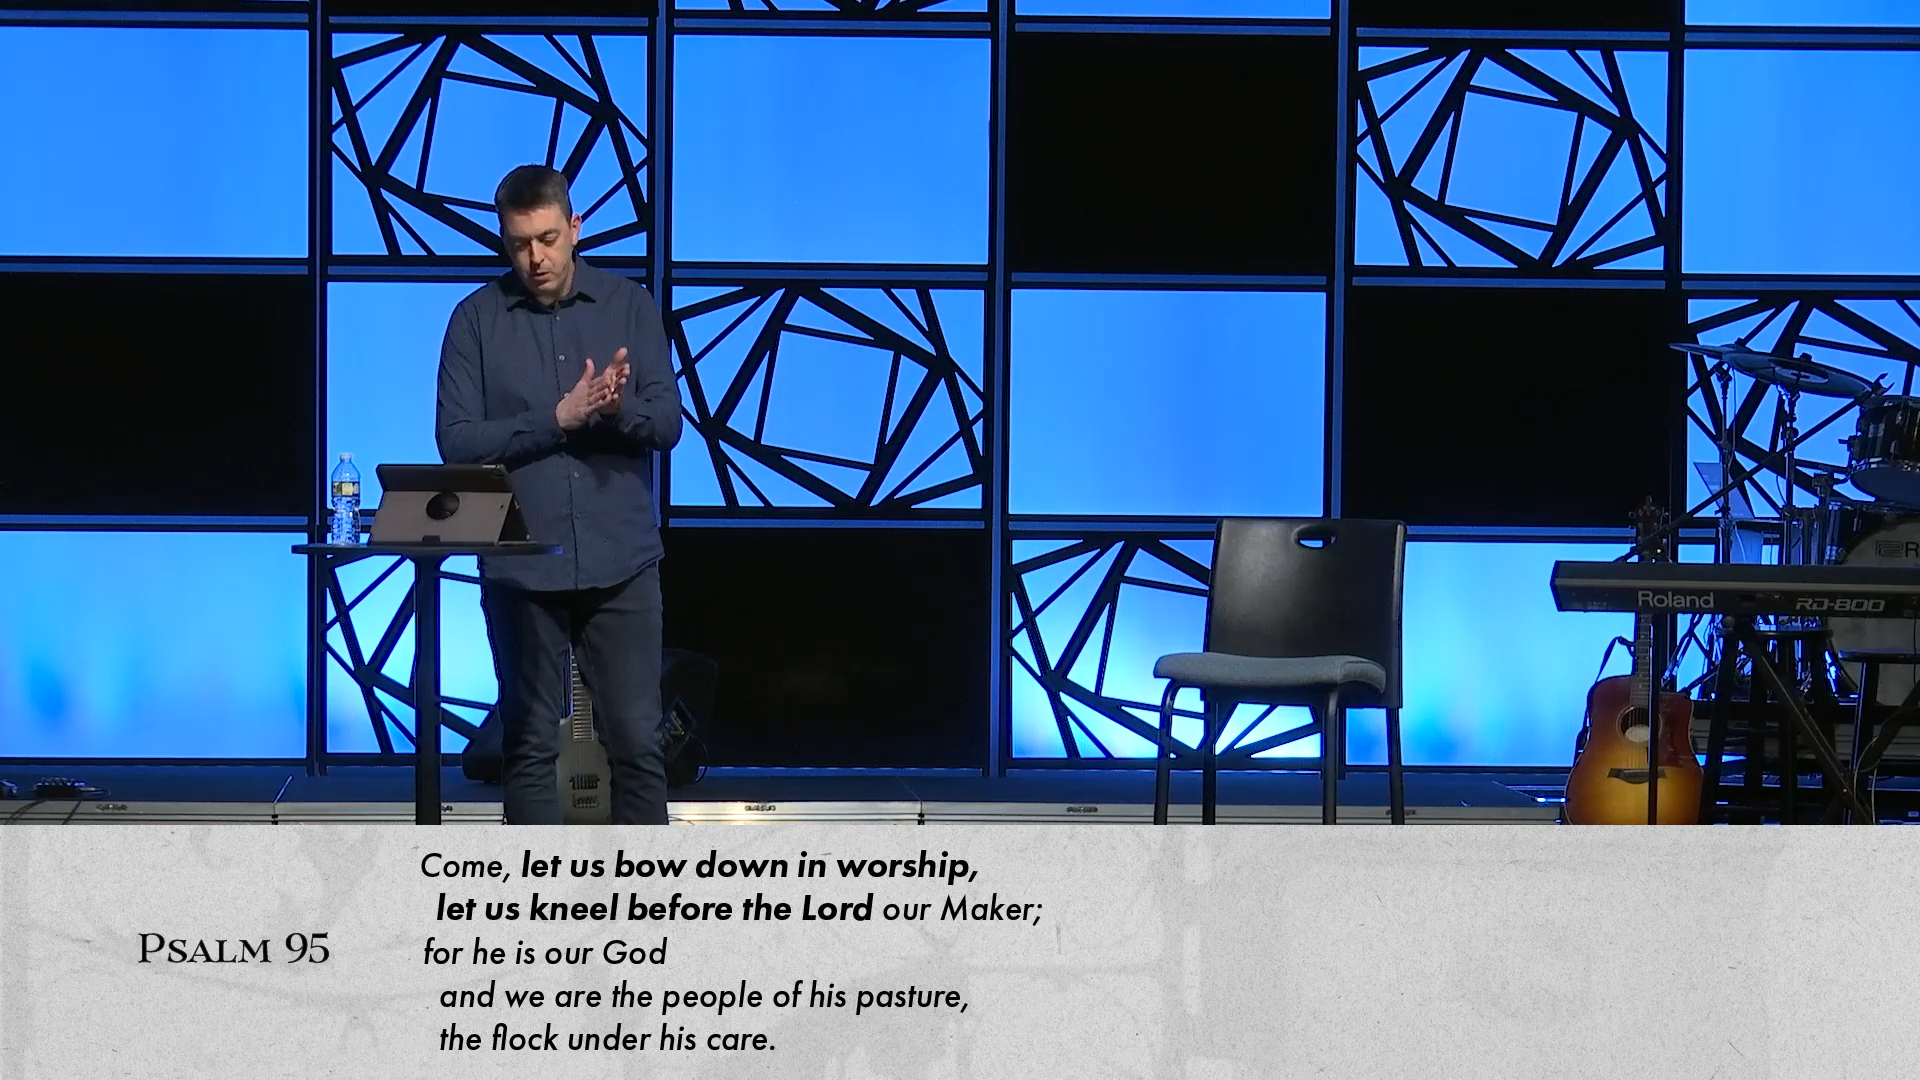 Roland
RD-800
Come, let us bow down in worship,
let us kneel before the Lord our Maker;
Psalm 95
for he is our God
and we are the people of his pasture,
the flock under his care.